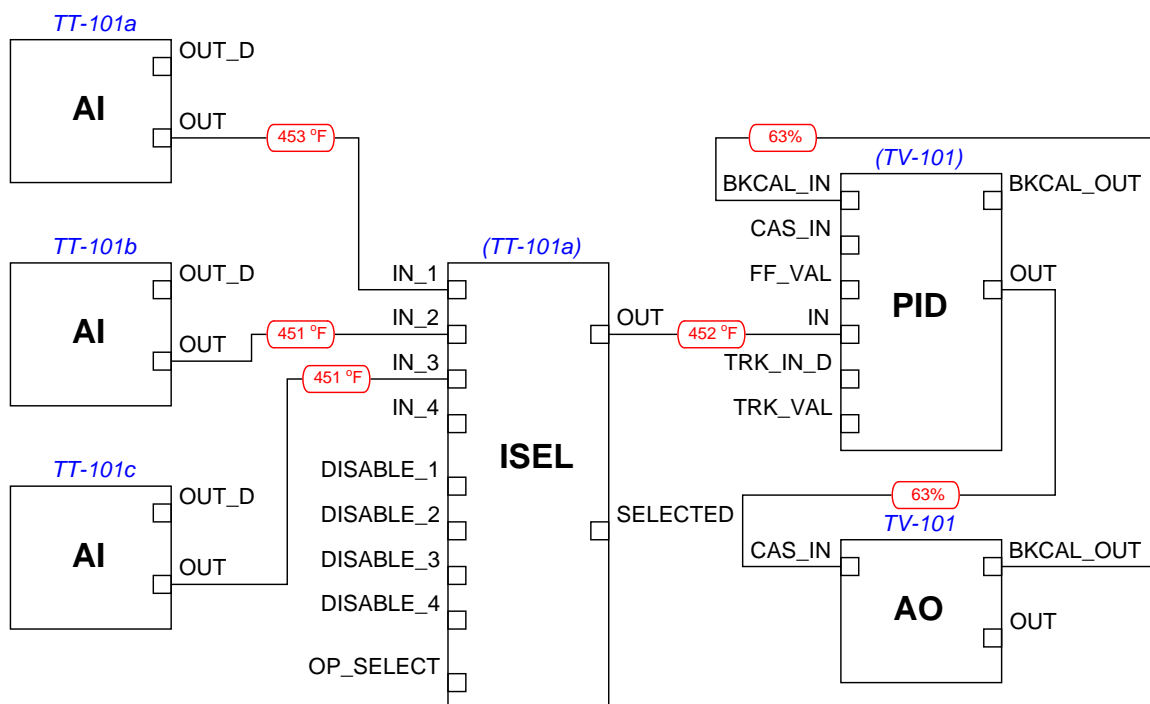 TT-101a
OUT_D
AI
OUT
453 °F
TT-101b
OUT_D
AI
OUT
451 °F
451 °F
TT-101c
OUT_D
AI
OUT
(TT-101a)
IN_1
IN_2
IN_3
IN_4
DISABLE_1
DISABLE_2
DISABLE_3
DISABLE_4
OP_SELECT
ISEL
OUT
SELECTED
452 °F
63%
(TV-101)
BKCAL_IN
CAS_IN
FF_VAL
IN
TRK_IN_D
TRK_VAL
PID
BKCAL_OUT
OUT
63%
TV-101
CAS_IN
AO
BKCAL_OUT
OUT